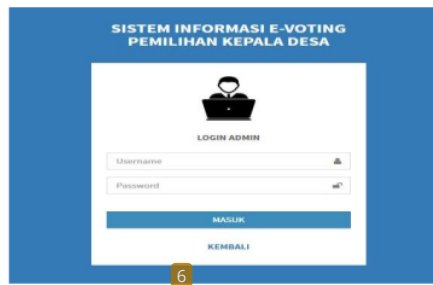 SISTEM INFORMASI E-VOTING
PEMILIHAN KEPALA DESA
LOGIN ADMIN
Username
Password
MASUK
KEMBALI
6